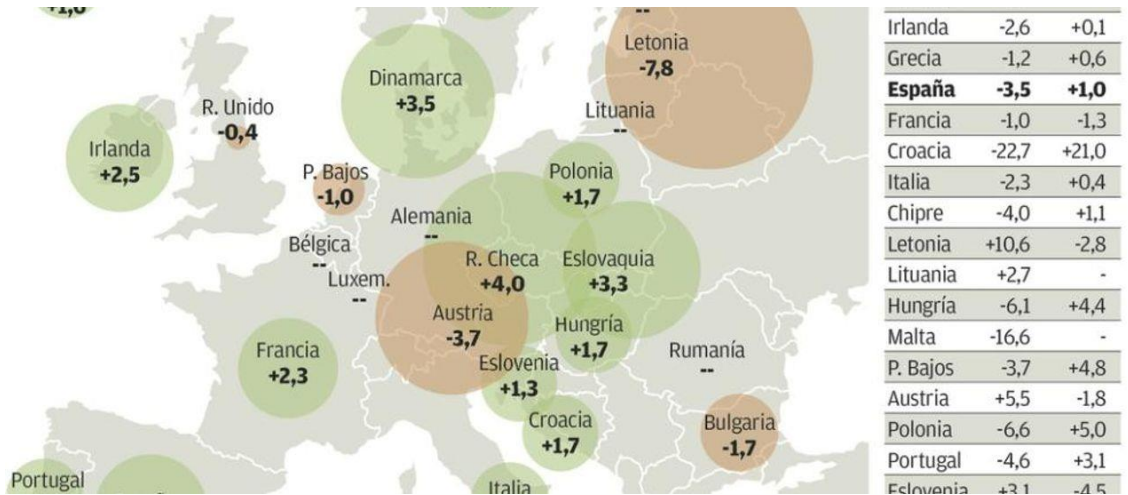 Letonia
-7,8
Dinamarca
+3,5
R. Unido
-0,4
Lituania
--
Irlanda
+2,5
P. Bajos
-1,0
Polonia
+1,7
Alemania
--
Bélgica
--
Luxem.
--
R. Checa
+4,0
Eslovaquia
+3,3
Austria
-3,7
Hungría
+1,7
Francia
+2,3
Eslovenia
+1,3
Rumanía
--
Croacia
+1,7
Bulgaria
-1,7
Portugal
Italia
Irlanda -2,6 +0,1
Grecia -1,2 +0,6
España -3,5 +1,0
Francia -1,0 -1,3
Croacia -22,7 +21,0
Italia -2,3 +0,4
Chipre -4,0 +1,1
Letonia +10,6 -2,8
Lituania +2,7 -
Hungría -6,1 +4,4
Malta -16,6 -
P. Bajos -3,7 +4,8
Austria +5,5 -1,8
Polonia -6,6 +5,0
Portugal -4,6 +3,1
Eslovenia +3,1 -4,5